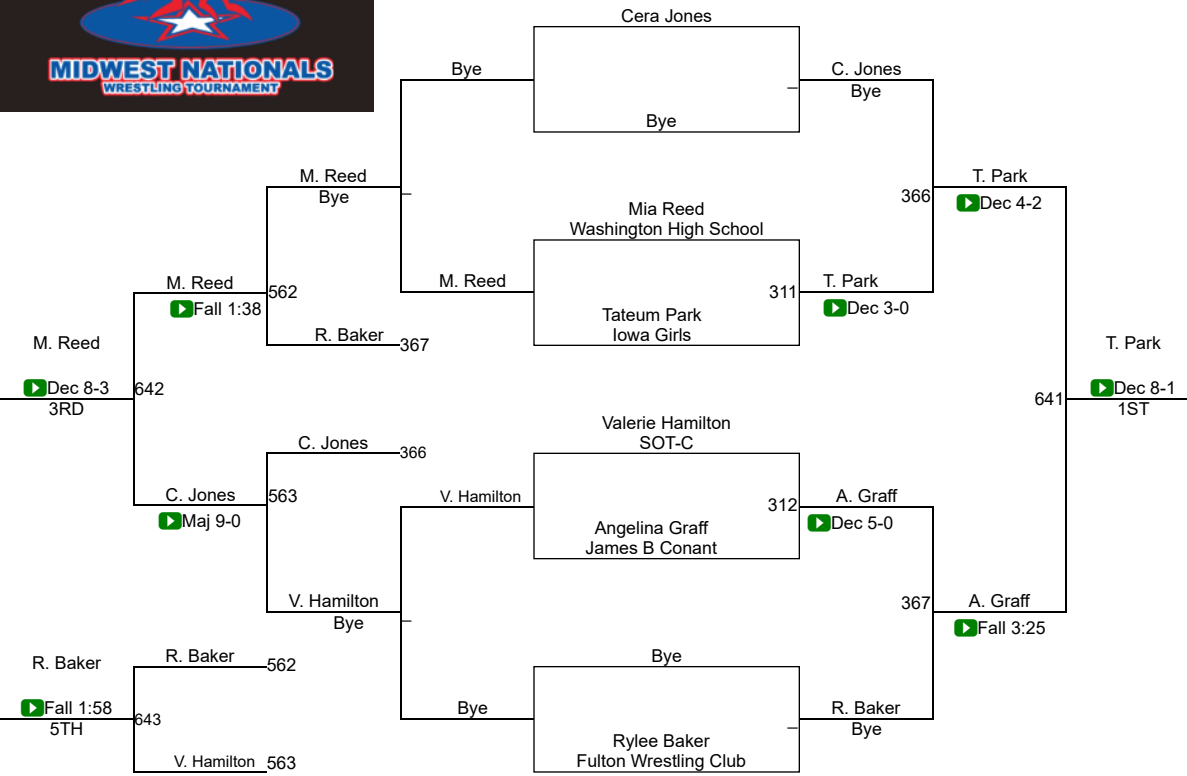 MIDWEST NATIONALS
WRESTLING TOURNAMENT
Cera Jones
Bye
C. Jones
Bye
Bye
M. Reed
Bye
T. Park
366
Dec 4-2
Mia Reed
Washington High School
M. Reed
M. Reed
562
311
T. Park
Fall 1:38
Dec 3-0
Tateum Park
Iowa Girls
R. Baker
367
M. Reed
T. Park
Dec 8-3
642
3RD
641
Dec 8-1
1ST
Valerie Hamilton
SOT-C
C. Jones
366
C. Jones
563
V. Hamilton
312
A. Graff
Maj 9-0
Dec 5-0
Angelina Graff
James B Conant
V. Hamilton
Bye
367
A. Graff
Fall 3:25
R. Baker
R. Baker
562
Bye
Fall 1:58
643
5TH
Bye
R. Baker
Bye
Rylee Baker
Fulton Wrestling Club
V. Hamilton
563